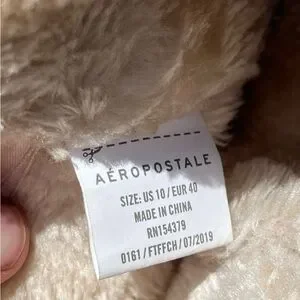 AÉROPOSTALE
SIZE: US 10 / EUR 40
MADE IN CHINA
RN154379
0161 / FTFFCH / 07/2019